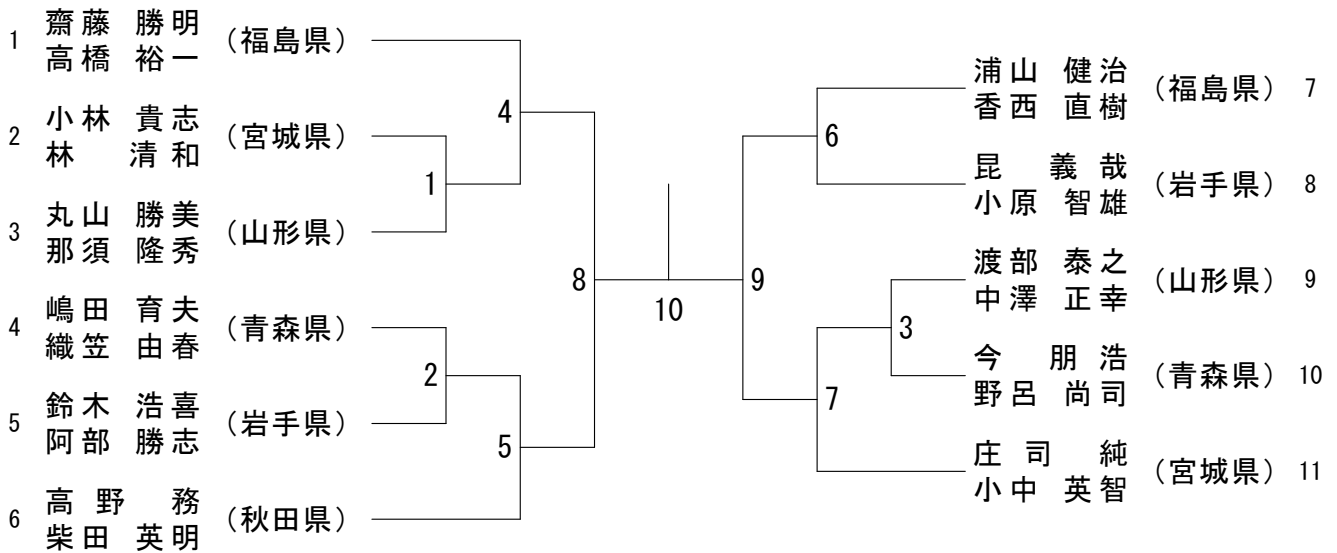 1 齋藤 勝明 (福島県)
高橋 裕一
2 小林 貴志 (宮城県)
林 清和
3 丸山 勝美 (山形県)
那須 隆秀
4 嶋田 育夫 (青森県)
織笠 由春
5 鈴木 浩喜 (岩手県)
阿部 勝志
6 高野 務 (秋田県)
柴田 英明
4
1
2
5
8
10
9
6
3
7
浦山 健治 (福島県) 7
香西 直樹
昆 義哉 (岩手県) 8
小原 智雄
渡部 泰之 (山形県) 9
中澤 正幸
今 朋浩 (青森県) 10
野呂 尚司
庄司 純 (宮城県) 11
小中 英智